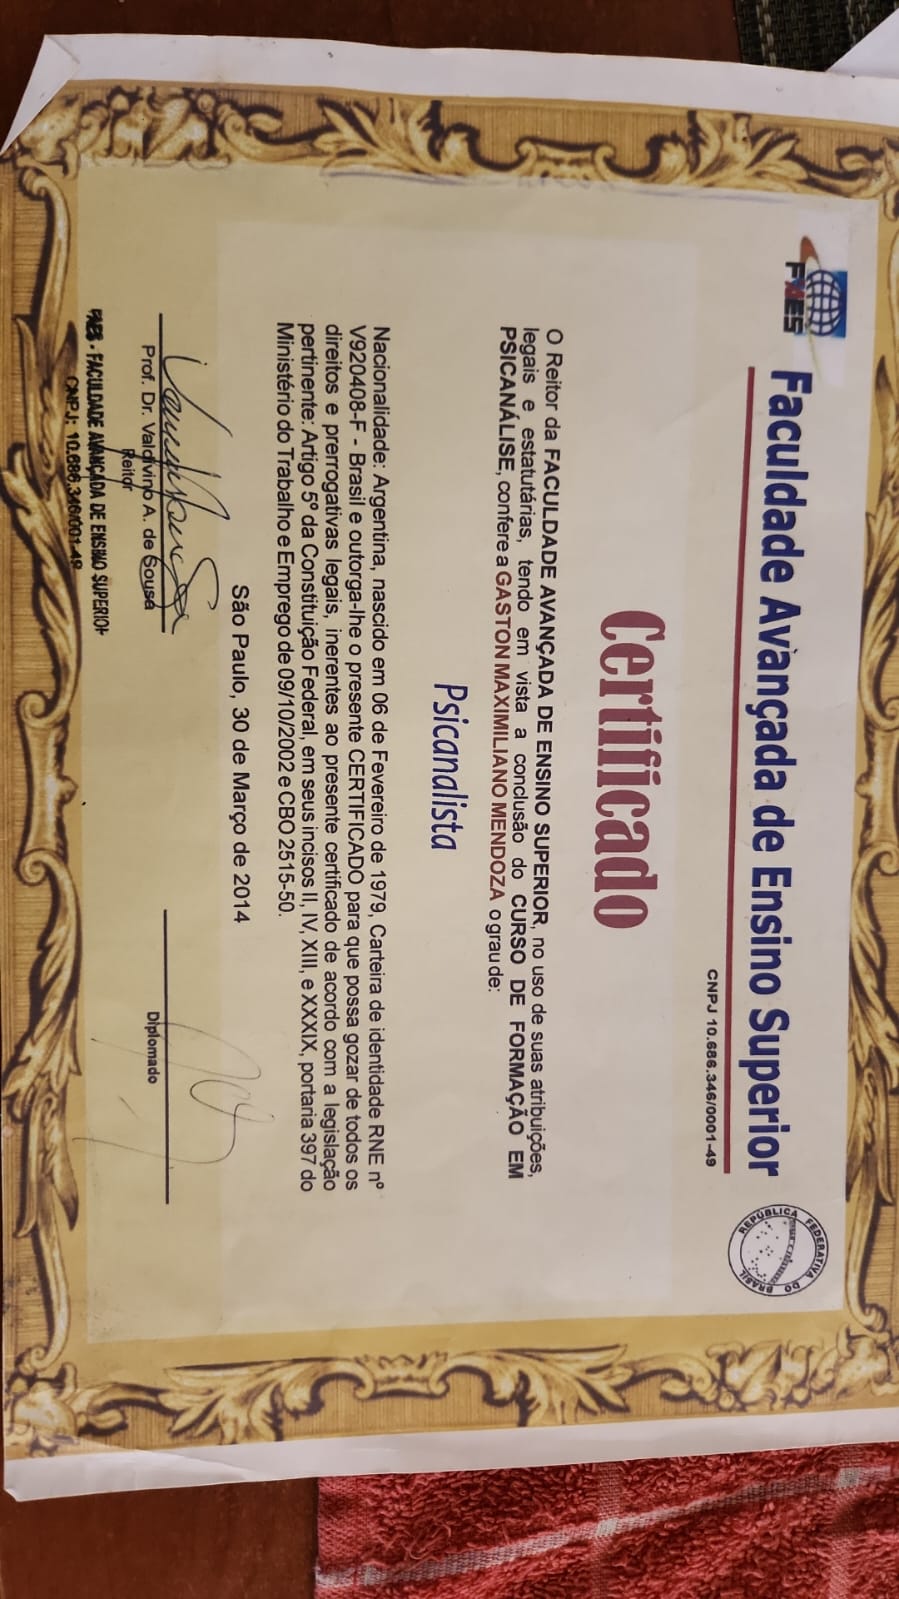 FAES
Faculdade Avançada de Ensino Superior
CNPJ 10.686.346/0001-49
REPÚBLICA FEDERATIVA DO BRASIL
Certificado
O Reitor da FACULDADE AVANÇADA DE ENSINO SUPERIOR, no uso de suas atribuições,
legais e estatutárias, tendo em vista a conclusão do CURSO DE FORMAÇÃO EM
PSICANÁLISE, confere a GASTON MAXIMILIANO MENDOZA o grau de:
Psicanalista
Nacionalidade: Argentina, nascido em 06 de Fevereiro de 1979, Carteira de identidade RNE nº
V920408-F - Brasil e outorga-lhe o presente CERTIFICADO para que possa gozar de todos os
direitos e prerrogativas legais, inerentes ao presente certificado de acordo com a legislação
pertinente: Artigo 5º da Constituição Federal, em seus incisos II, IV, XIII, e XXXIX, portaria 397 do
Ministério do Trabalho e Emprego de 09/10/2002 e CBO 2515-50.
São Paulo, 30 de Março de 2014
Prof. Dr. Valdivino A. de Sousa
Reitor
Diplomado
FAES - FACULDADE AVANÇADA DE ENSINO SUPERIOR
CNPJ: 10.686.346/001-49